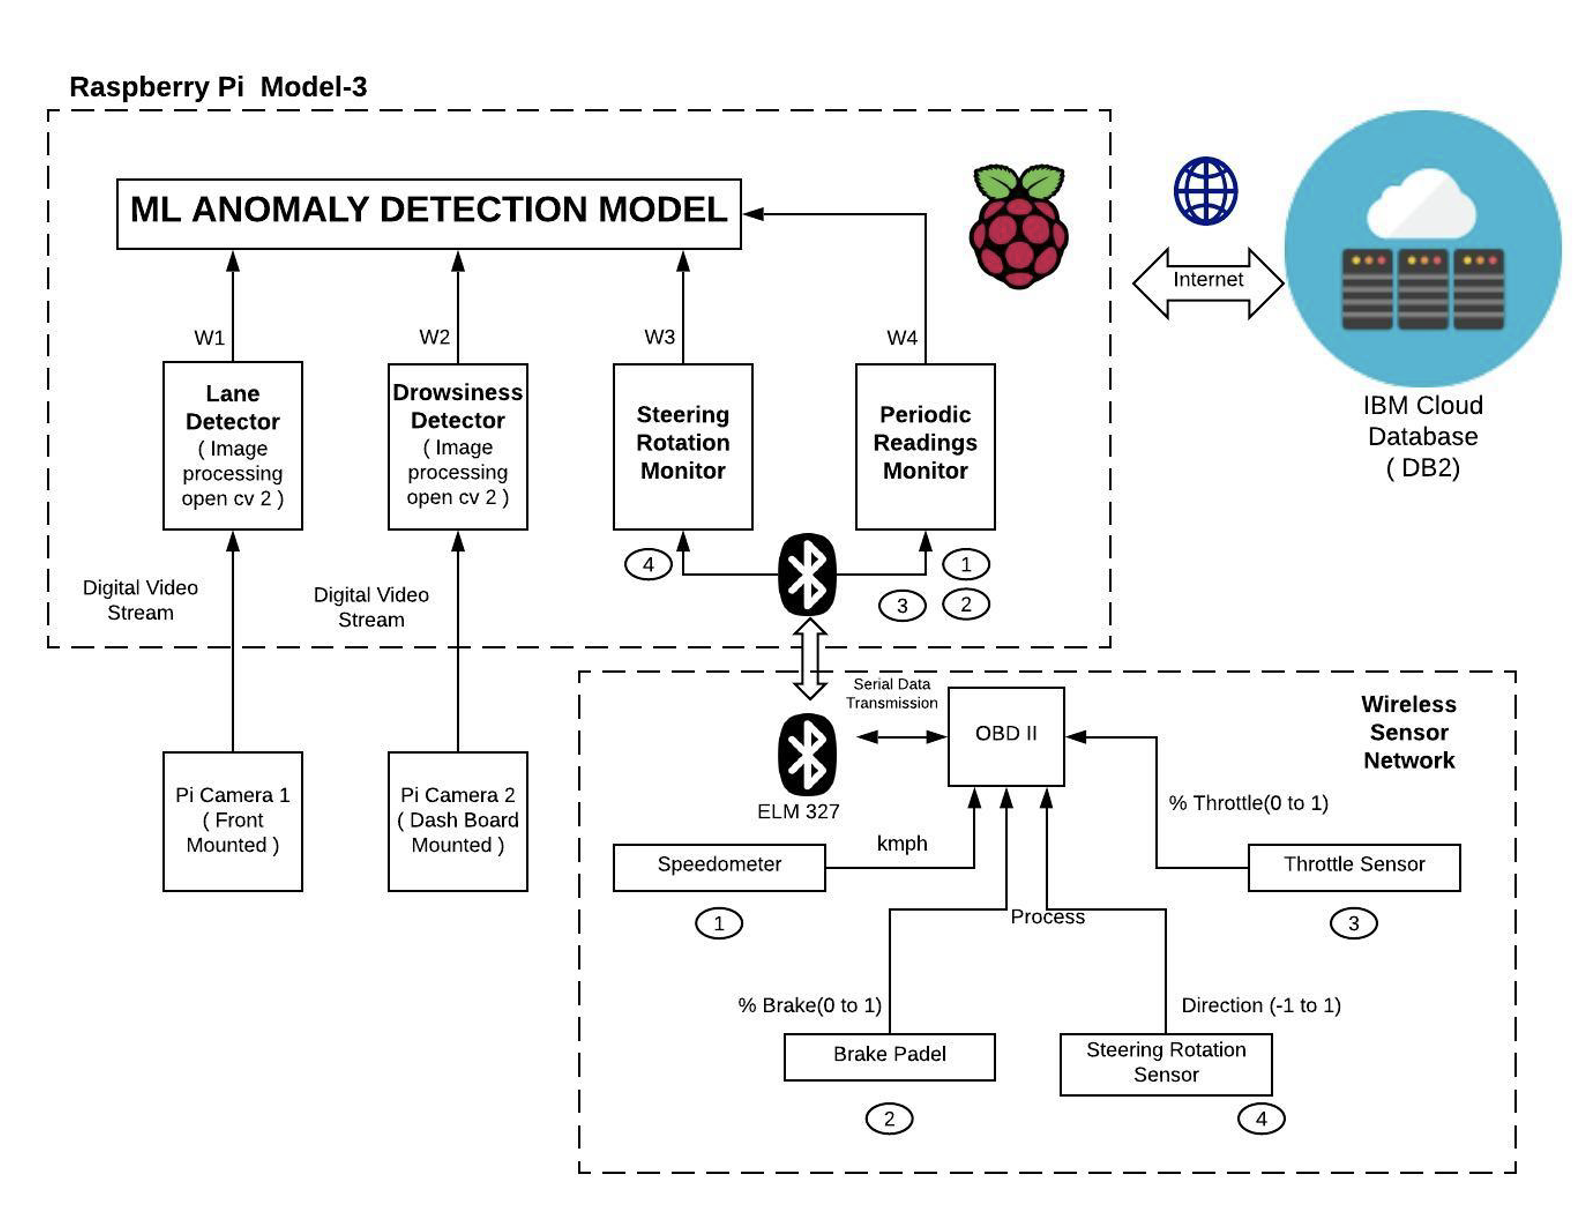 Raspberry Pi  Model-3
ML ANOMALY DETECTION MODEL
Internet
IBM Cloud
Database
( DB2)
W1
W2
W3
W4
Lane
Detector
( Image
processing
open cv 2 )
Drowsiness
Detector
( Image
processing
open cv 2 )
Steering
Rotation
Monitor
Periodic
Readings
Monitor
4
1
3
2
Digital Video
Stream
Digital Video
Stream
Serial Data
Transmission
OBD II
Wireless
Sensor
Network
ELM 327
Pi Camera 1
( Front
Mounted )
Pi Camera 2
( Dash Board
Mounted )
% Throttle(0 to 1)
kmph
Speedometer
Throttle Sensor
1
Process
3
% Brake(0 to 1)
Direction (-1 to 1)
Brake Padel
Steering Rotation
Sensor
2
4